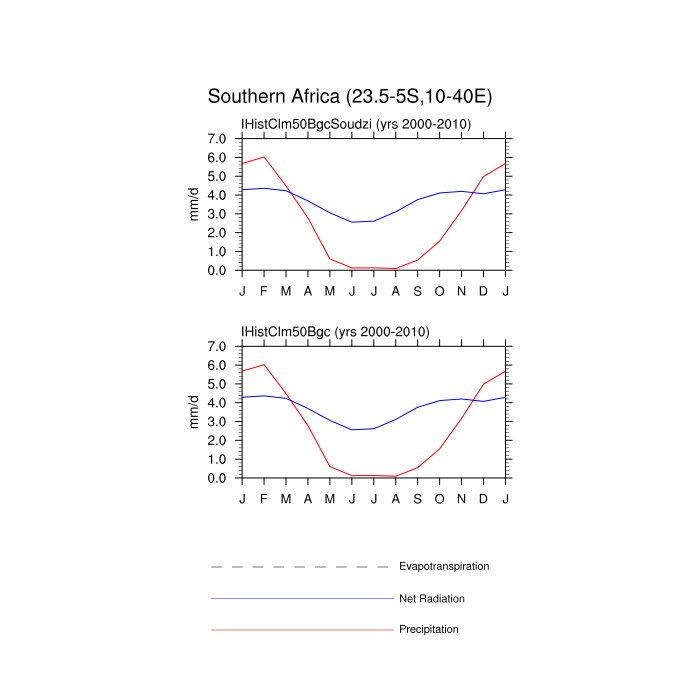 Southern Africa (23.5-5S,10-40E)
IHistClm50BgcSoudzi (yrs 2000-2010)
7.0
6.0
5.0
4.0
3.0
2.0
1.0
0.0
mm/d
J F M A M J J A S O N D J
IHistClm50Bgc (yrs 2000-2010)
7.0
6.0
5.0
4.0
3.0
2.0
1.0
0.0
mm/d
J F M A M J J A S O N D J
Evapotranspiration
Net Radiation
Precipitation